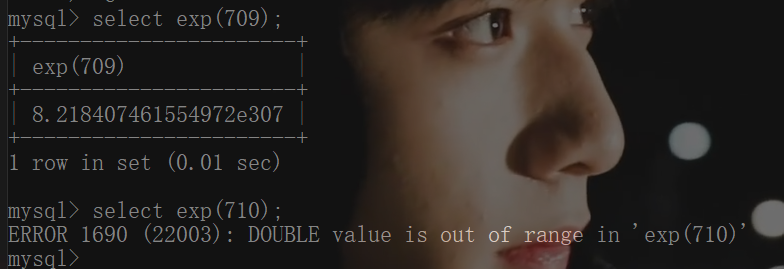 mysql> select exp(709);
+-----------------------+
| exp(709)              |
+-----------------------+
| 8.218407461554972e307 |
+-----------------------+
1 row in set (0.01 sec)
mysql> select exp(710);
ERROR 1690 (22003): DOUBLE value is out of range in 'exp(710)'
mysql>